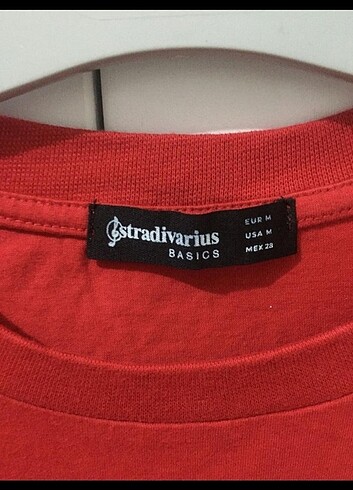 stradivarius
BASICS
EUR M
USA M
MEX 28